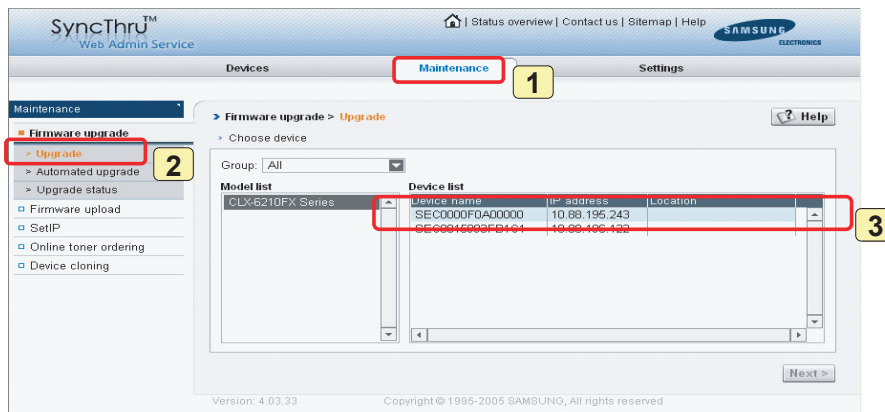 SyncThru™
Web Admin Service
| Status overview | Contact us | Sitemap | Help
SAMSUNG
ELECTRONICS
Devices
Maintenance
Settings
1
Maintenance
Firmware upgrade
> Upgrade
> Automated upgrade
> Upgrade status
Firmware upload
SetIP
Online toner ordering
Device cloning
2
> Firmware upgrade > Upgrade
Help
> Choose device
Group: All
Model list
CLX-6210FX Series
Device list
Device name IP address Location
SEC0000F0A00000 10.88.195.243
3
Next >
Version: 4.03.33
Copyright © 1995-2005 SAMSUNG, All rights reserved